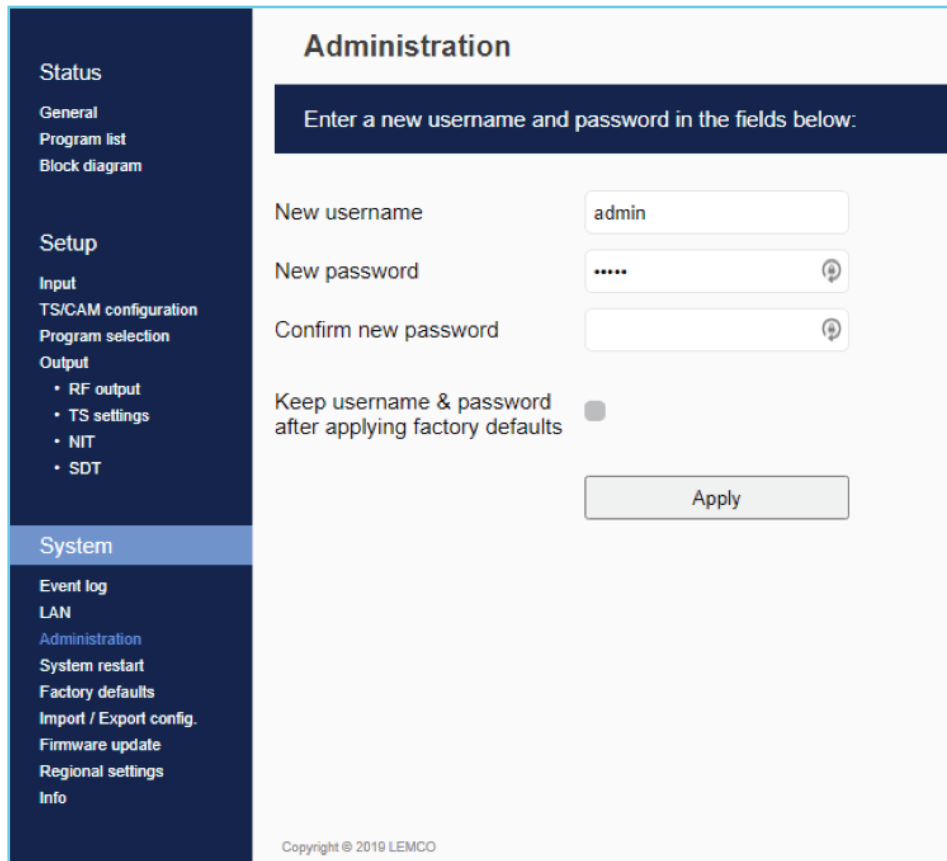 Status
General
Program list
Block diagram
Setup
Input
TS/CAM configuration
Program selection
Output
• RF output
• TS settings
• NIT
• SDT
System
Event log
LAN
Administration
System restart
Factory defaults
Import / Export config.
Firmware update
Regional settings
Info
Administration
Enter a new username and password in the fields below:
New username
admin
New password
•••••
Confirm new password
Keep username & password
after applying factory defaults
Apply
Copyright © 2019 LEMCO